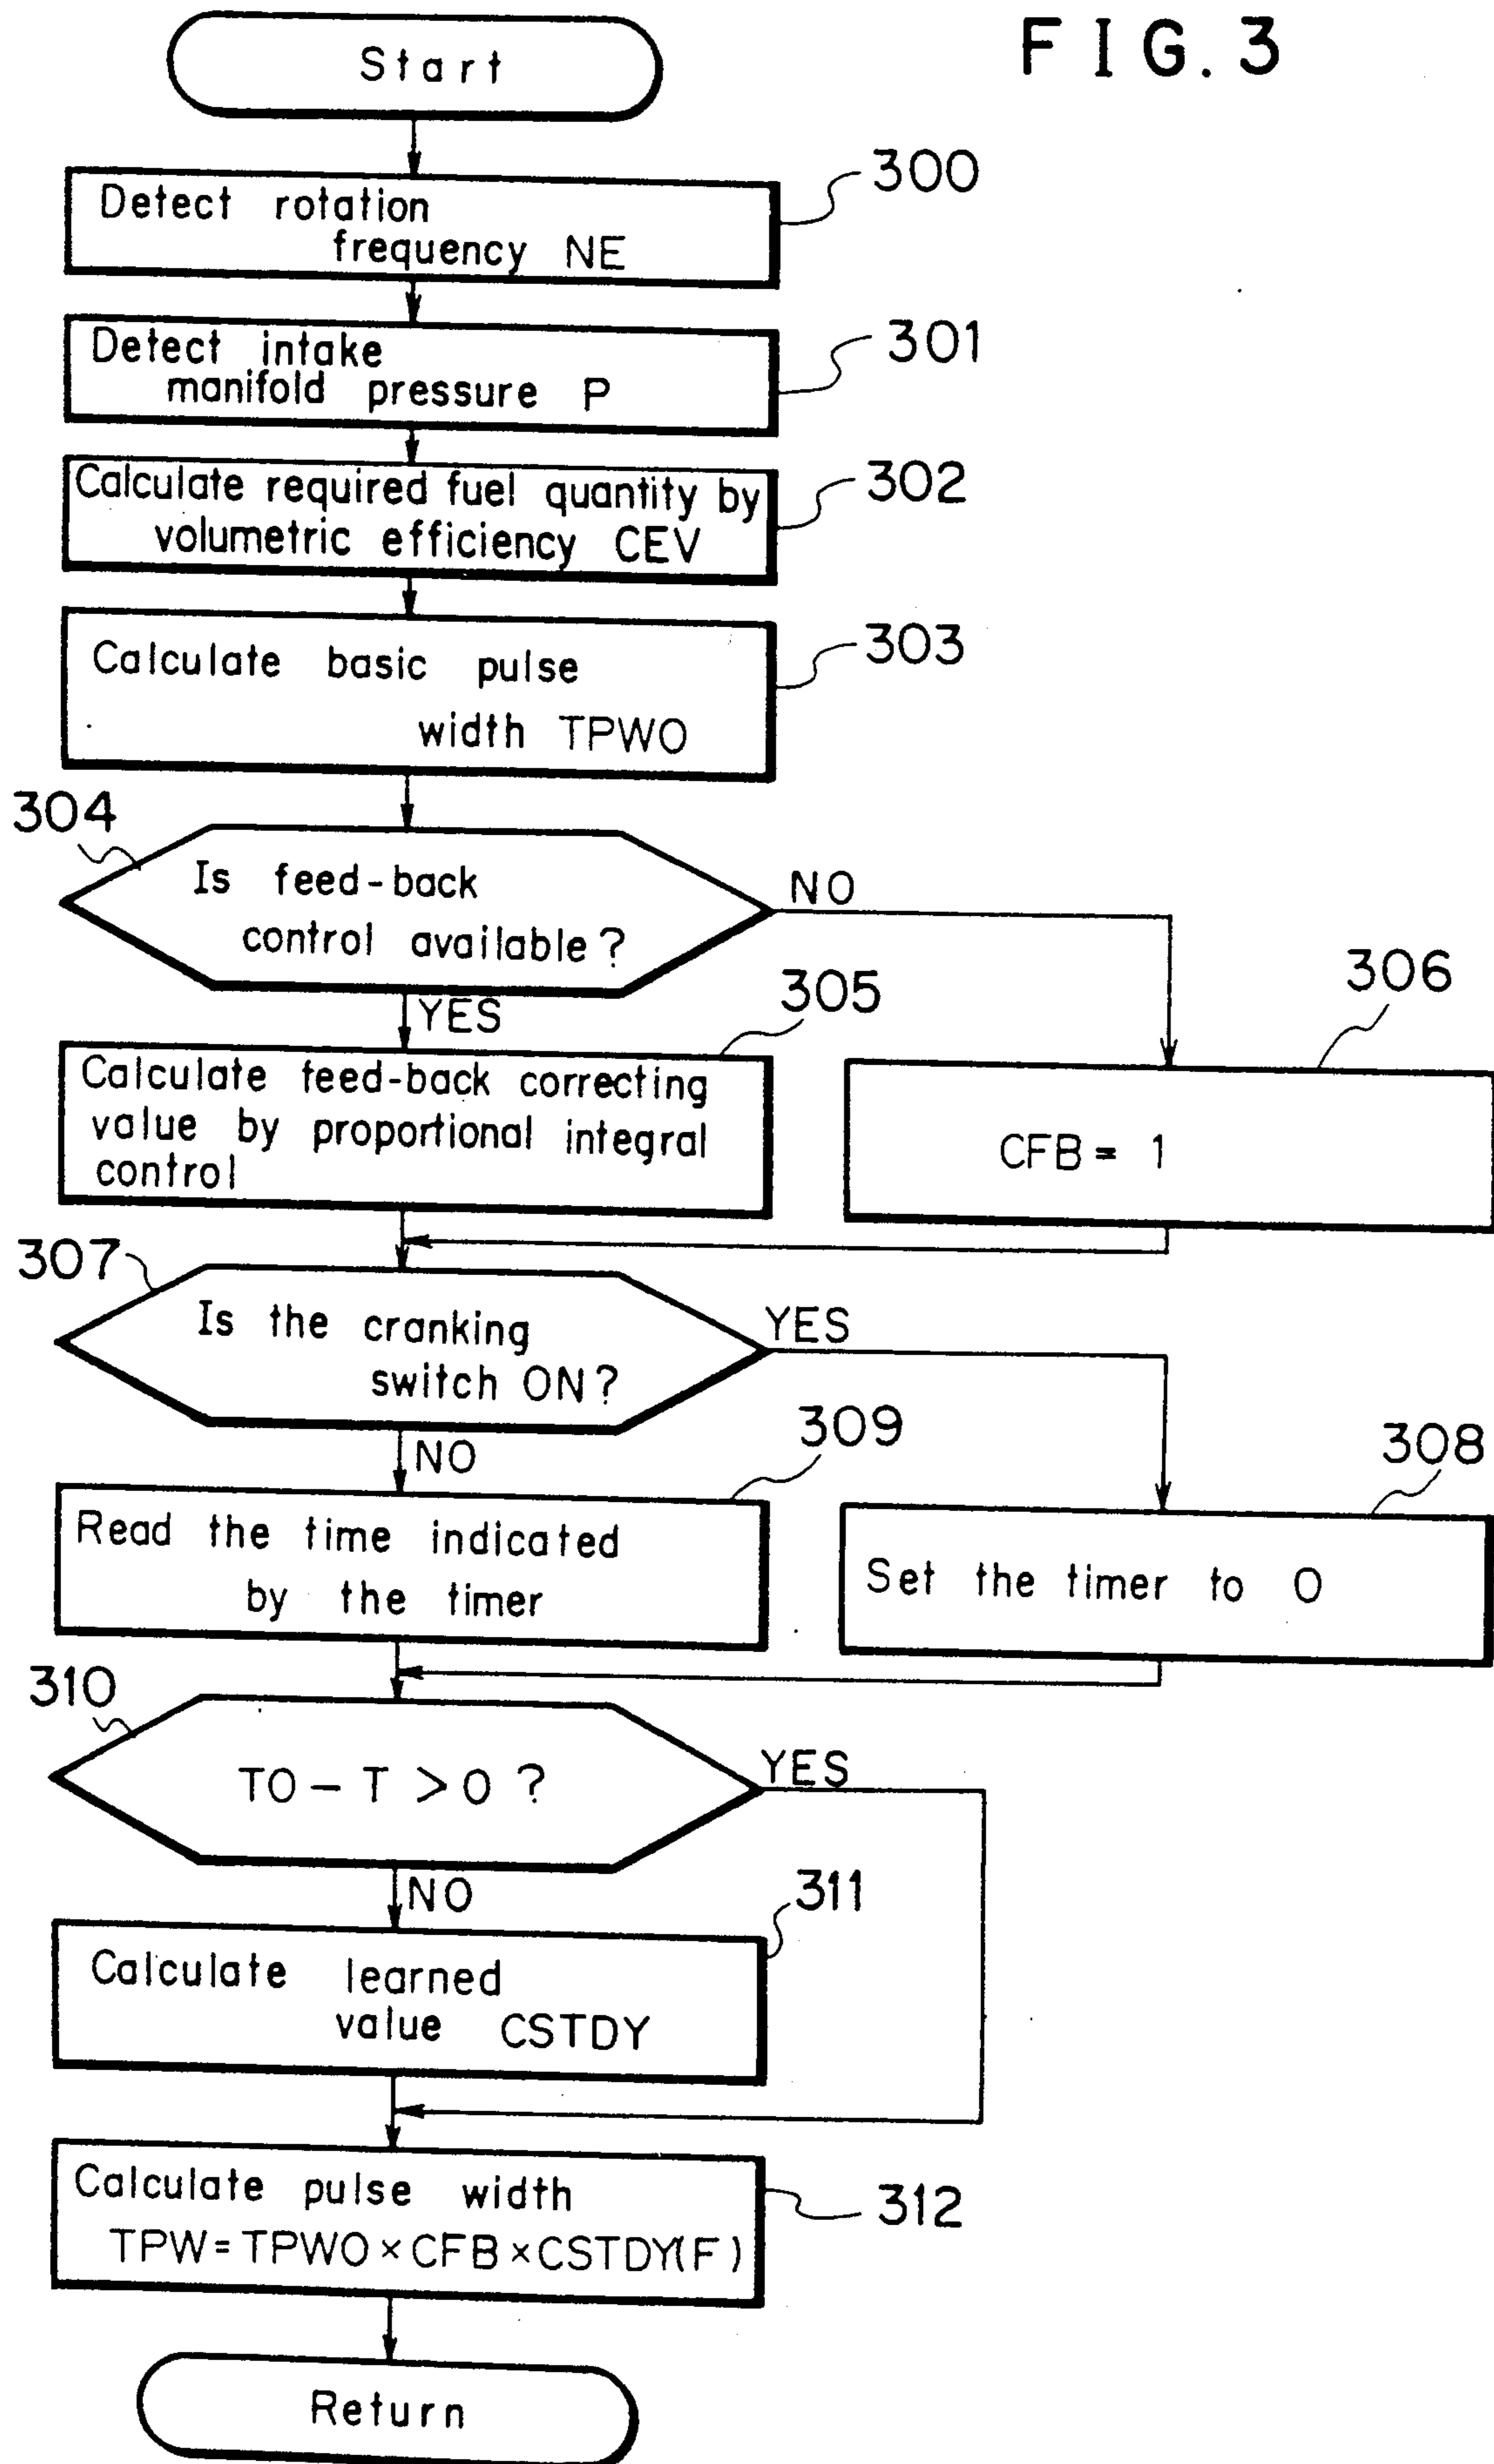 FIG. 3
Start
300
Detect rotation
frequency NE
301
Detect intake
manifold pressure P
302
Calculate required fuel quantity by
volumetric efficiency CEV
303
Calculate basic pulse
width TPWO
304
Is feed-back
control available?
NO
YES
305
Calculate feed-back correcting
value by proportional integral
control
306
CFB = 1
307
Is the cranking
switch ON?
YES
NO
309
Read the time indicated
by the timer
308
Set the timer to 0
310
TO - T > 0 ?
YES
NO
311
Calculate learned
value CSTDY
312
Calculate pulse width
TPW = TPWO × CFB × CSTDY(F)
Return